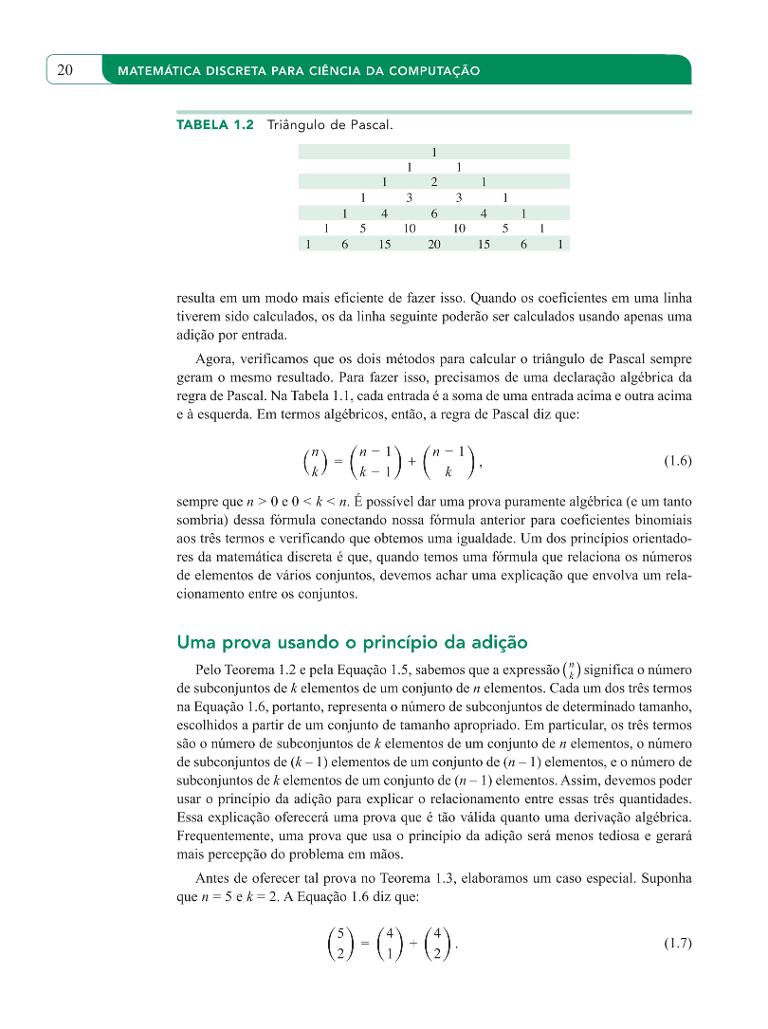 20 MATEMÁTICA DISCRETA PARA CIÊNCIA DA COMPUTAÇÃO
TABELA 1.2 Triângulo de Pascal.
1
1 1
1 2 1
1 3 3 1
1 4 6 4 1
1 5 10 10 5 1
1 6 15 20 15 6 1
resulta em um modo mais eficiente de fazer isso. Quando os coeficientes em uma linha
tiverem sido calculados, os da linha seguinte poderão ser calculados usando apenas uma
adição por entrada.
Agora, verificamos que os dois métodos para calcular o triângulo de Pascal sempre
geram o mesmo resultado. Para fazer isso, precisamos de uma declaração algébrica da
regra de Pascal. Na Tabela 1.1, cada entrada é a soma de uma entrada acima e outra acima
e à esquerda. Em termos algébricos, então, a regra de Pascal diz que:
(n k) = (n − 1 k − 1) + (n − 1 k), (1.6)
sempre que n > 0 e 0 < k < n. É possível dar uma prova puramente algébrica (e um tanto
sombria) dessa fórmula conectando nossa fórmula anterior para coeficientes binomiais
aos três termos e verificando que obtemos uma igualdade. Um dos princípios orientado-
res da matemática discreta é que, quando temos uma fórmula que relaciona os números
de elementos de vários conjuntos, devemos achar uma explicação que envolva um rela-
cionamento entre os conjuntos.
Uma prova usando o princípio da adição
Pelo Teorema 1.2 e pela Equação 1.5, sabemos que a expressão (n k) significa o número
de subconjuntos de k elementos de um conjunto de n elementos. Cada um dos três termos
na Equação 1.6, portanto, representa o número de subconjuntos de determinado tamanho,
escolhidos a partir de um conjunto de tamanho apropriado. Em particular, os três termos
são o número de subconjuntos de k elementos de um conjunto de n elementos, o número
de subconjuntos de (k – 1) elementos de um conjunto de (n – 1) elementos, e o número de
subconjuntos de k elementos de um conjunto de (n – 1) elementos. Assim, devemos poder
usar o princípio da adição para explicar o relacionamento entre essas três quantidades.
Essa explicação oferecerá uma prova que é tão válida quanto uma derivação algébrica.
Frequentemente, uma prova que usa o princípio da adição será menos tediosa e gerará
mais percepção do problema em mãos.
Antes de oferecer tal prova no Teorema 1.3, elaboramos um caso especial. Suponha
que n = 5 e k = 2. A Equação 1.6 diz que:
(5 2) = (4 1) + (4 2). (1.7)